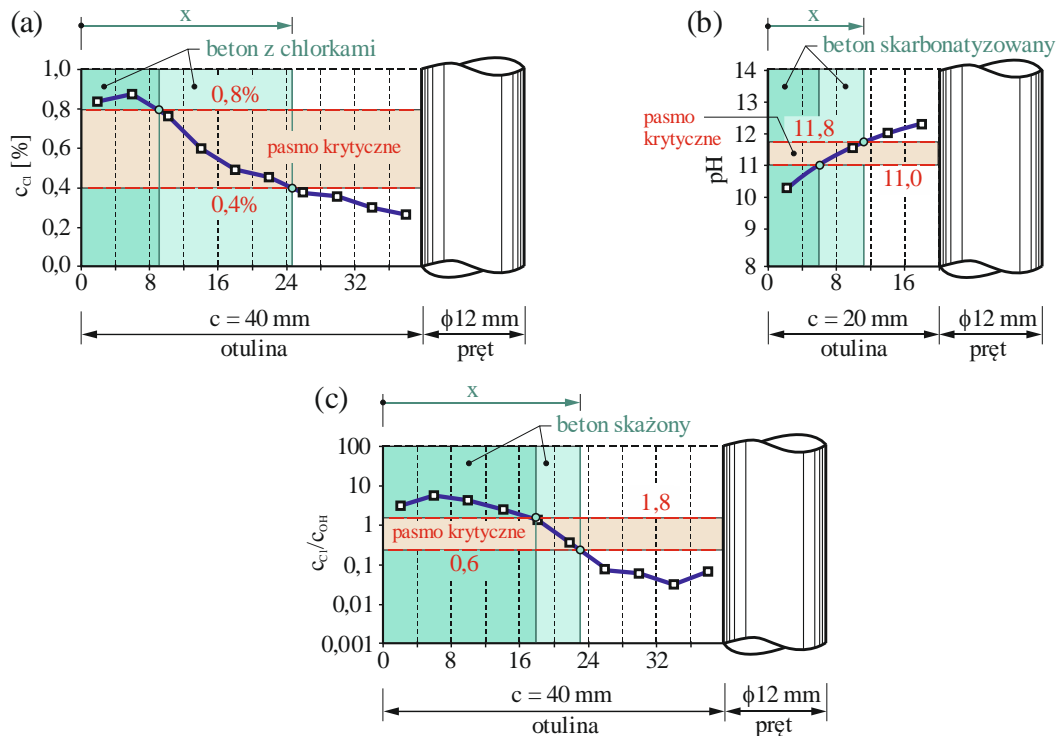 (a)
x
beton z chlorkami
1,0
0,8
0,6
0,4
0,2
0,0
c_Cl [%]
0,8%
pasmo krytyczne
0,4%
0
8
16
24
32
c = 40 mm
otulina
ϕ12 mm
pręt
(b)
x
beton skarbonatyzowany
14
13
12
11
10
9
8
pH
pasmo
krytyczne
11,8
11,0
0
8
16
c = 20 mm
otulina
ϕ12 mm
pręt
(c)
x
beton skażony
100
10
1
0,1
0,01
0,001
c_Cl/c_OH
1,8
pasmo krytyczne
0,6
0
8
16
24
32
c = 40 mm
otulina
ϕ12 mm
pręt